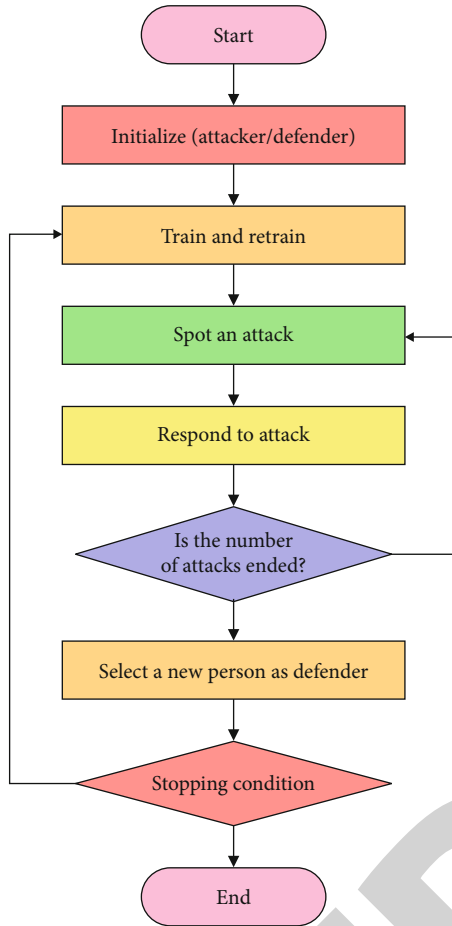 Start
Initialize (attacker/defender)
Train and retrain
Spot an attack
Respond to attack
Is the number
of attacks ended?
Select a new person as defender
Stopping condition
End